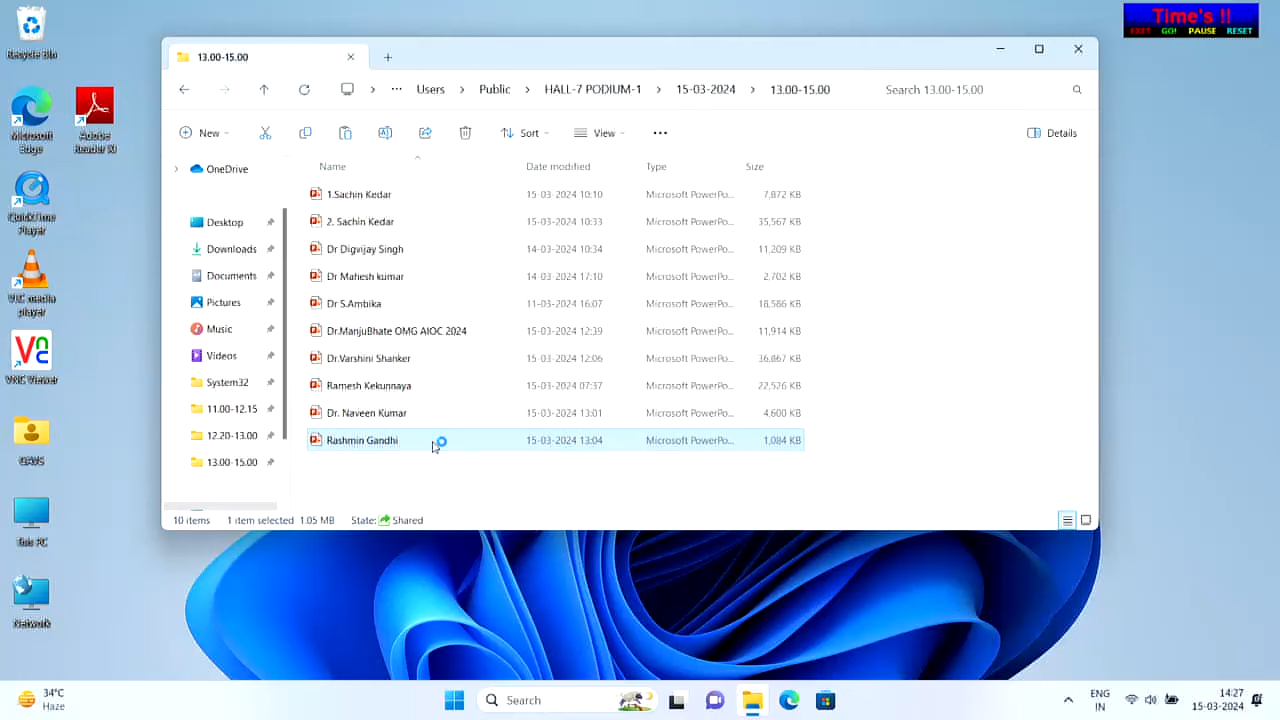 Time's !!
EXIT GO! PAUSE RESET
Recycle Bin
Microsoft Edge
Adobe Reader XI
QuickTime Player
VLC media player
VNC Viewer
GAVS
This PC
Network
13.00-15.00
Users > Public > HALL-7 PODIUM-1 > 15-03-2024 > 13.00-15.00
Search 13.00-15.00
New
Sort
View
Details
OneDrive
Desktop
Downloads
Documents
Pictures
Music
Videos
System32
11.00-12.15
12.20-13.00
13.00-15.00
Name Date modified Type Size
1.Sachin Kedar 15-03-2024 10:10 Microsoft PowerPo... 7,872 KB
2. Sachin Kedar 15-03-2024 10:33 Microsoft PowerPo... 35,567 KB
Dr Digvijay Singh 14-03-2024 10:34 Microsoft PowerPo... 11,209 KB
Dr Mahesh kumar 14-03-2024 17:10 Microsoft PowerPo... 2,702 KB
Dr S.Ambika 11-03-2024 16:07 Microsoft PowerPo... 18,586 KB
Dr.ManjuBhate OMG AIOC 2024 15-03-2024 12:39 Microsoft PowerPo... 11,914 KB
Dr.Varshini Shanker 15-03-2024 12:06 Microsoft PowerPo... 36,867 KB
Ramesh Kekunnaya 15-03-2024 07:37 Microsoft PowerPo... 22,526 KB
Dr. Naveen Kumar 15-03-2024 13:01 Microsoft PowerPo... 4,600 KB
Rashmin Gandhi 15-03-2024 13:04 Microsoft PowerPo... 1,084 KB
10 items 1 item selected 1.05 MB State: Shared
34°C
Haze
Search
ENG
IN
14:27
15-03-2024